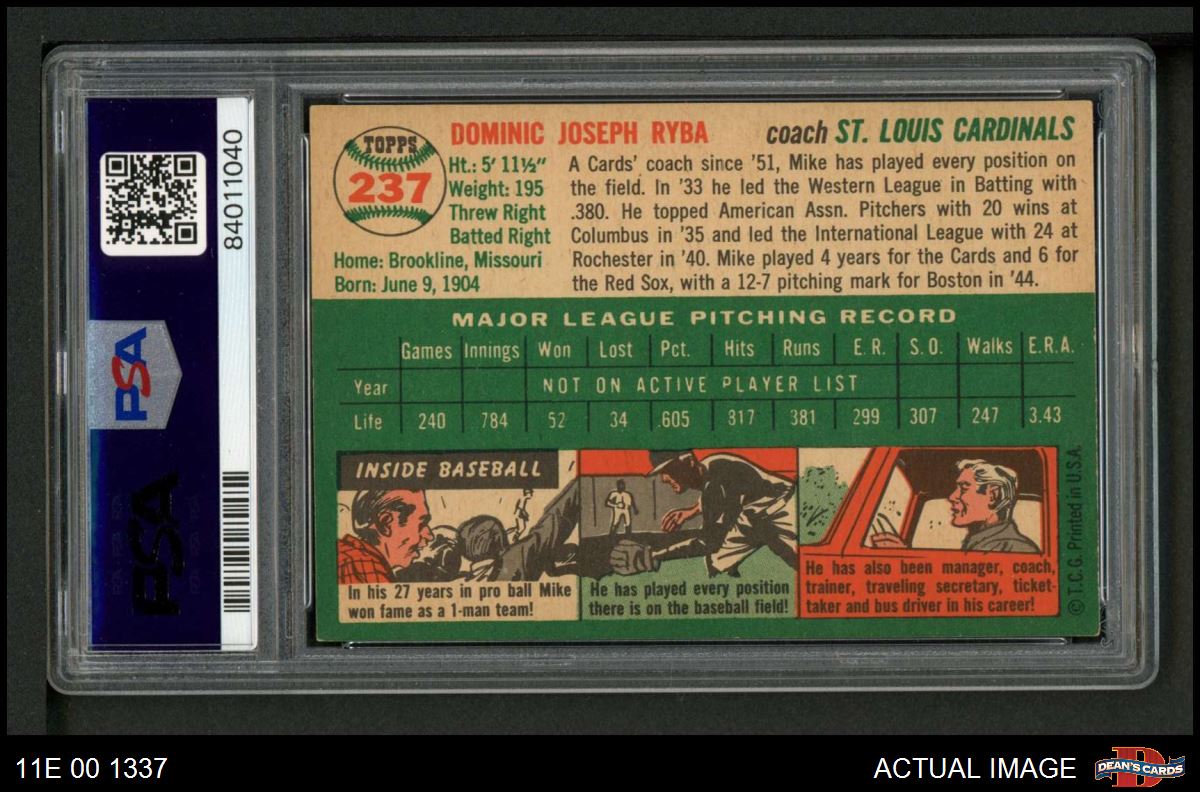 84011040
PSA
PSA
TOPPS
237
DOMINIC JOSEPH RYBA
coach ST. LOUIS CARDINALS
Ht.: 5' 11½"
Weight: 195
Threw Right
Batted Right
Home: Brookline, Missouri
Born: June 9, 1904
A Cards' coach since '51, Mike has played every position on
the field. In '33 he led the Western League in Batting with
.380. He topped American Assn. Pitchers with 20 wins at
Columbus in '35 and led the International League with 24 at
Rochester in '40. Mike played 4 years for the Cards and 6 for
the Red Sox, with a 12-7 pitching mark for Boston in '44.
MAJOR LEAGUE PITCHING RECORD
Games Innings Won Lost Pct. Hits Runs E. R. S. O. Walks E.R.A.
Year NOT ON ACTIVE PLAYER LIST
Life 240 784 52 34 .605 817 381 299 307 247 3.43
INSIDE BASEBALL
In his 27 years in pro ball Mike
won fame as a 1-man team!
He has played every position
there is on the baseball field!
He has also been manager, coach,
trainer, traveling secretary, ticket-
taker and bus driver in his career!
© T.C.G. Printed in U.S.A.
11E 00 1337
ACTUAL IMAGE
DEAN'S CARDS